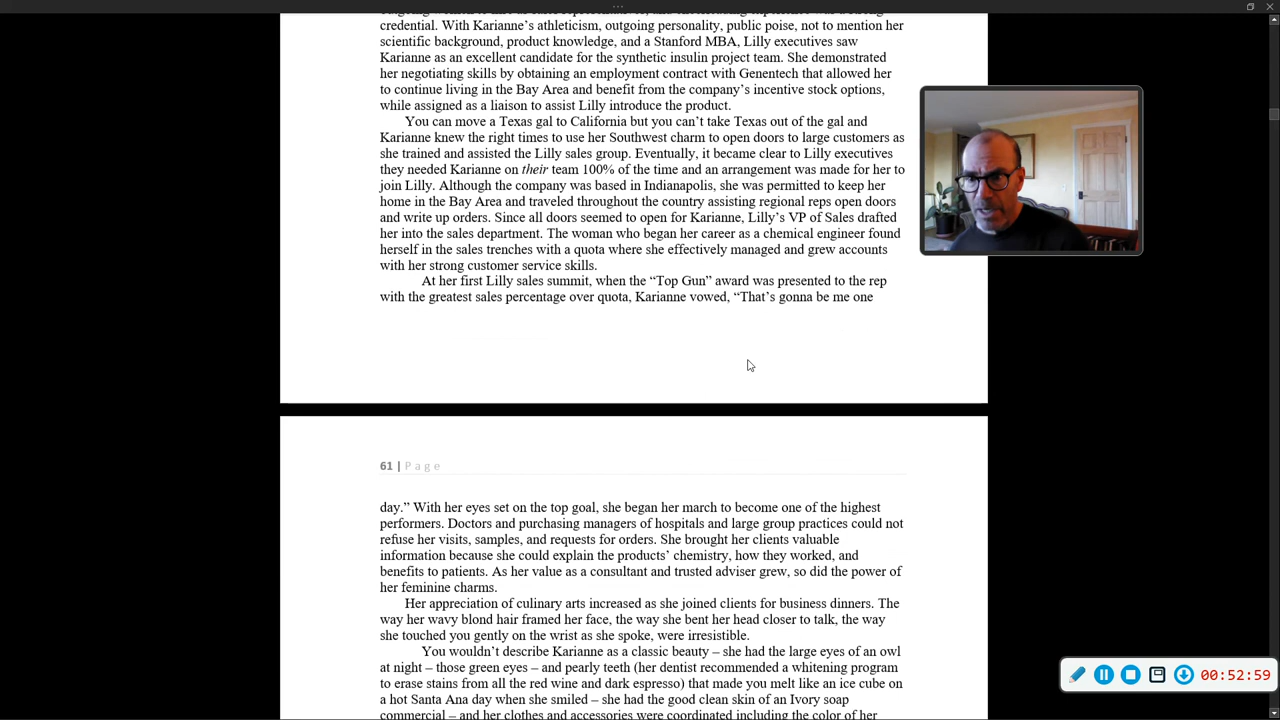 credential. With Karianne’s athleticism, outgoing personality, public poise, not to mention her
scientific background, product knowledge, and a Stanford MBA, Lilly executives saw
Karianne as an excellent candidate for the synthetic insulin project team. She demonstrated
her negotiating skills by obtaining an employment contract with Genentech that allowed her
to continue living in the Bay Area and benefit from the company’s incentive stock options,
while assigned as a liaison to assist Lilly introduce the product.
You can move a Texas gal to California but you can’t take Texas out of the gal and
Karianne knew the right times to use her Southwest charm to open doors to large customers as
she trained and assisted the Lilly sales group. Eventually, it became clear to Lilly executives
they needed Karianne on their team 100% of the time and an arrangement was made for her to
join Lilly. Although the company was based in Indianapolis, she was permitted to keep her
home in the Bay Area and traveled throughout the country assisting regional reps open doors
and write up orders. Since all doors seemed to open for Karianne, Lilly’s VP of Sales drafted
her into the sales department. The woman who began her career as a chemical engineer found
herself in the sales trenches with a quota where she effectively managed and grew accounts
with her strong customer service skills.
At her first Lilly sales summit, when the “Top Gun” award was presented to the rep
with the greatest sales percentage over quota, Karianne vowed, “That’s gonna be me one
61 | Page
day.” With her eyes set on the top goal, she began her march to become one of the highest
performers. Doctors and purchasing managers of hospitals and large group practices could not
refuse her visits, samples, and requests for orders. She brought her clients valuable
information because she could explain the products’ chemistry, how they worked, and
benefits to patients. As her value as a consultant and trusted adviser grew, so did the power of
her feminine charms.
Her appreciation of culinary arts increased as she joined clients for business dinners. The
way her wavy blond hair framed her face, the way she bent her head closer to talk, the way
she touched you gently on the wrist as she spoke, were irresistible.
You wouldn’t describe Karianne as a classic beauty – she had the large eyes of an owl
at night – those green eyes – and pearly teeth (her dentist recommended a whitening program
to erase stains from all the red wine and dark espresso) that made you melt like an ice cube on
a hot Santa Ana day when she smiled – she had the good clean skin of an Ivory soap
commercial – and her clothes and accessories were coordinated including the color of her
00:52:59